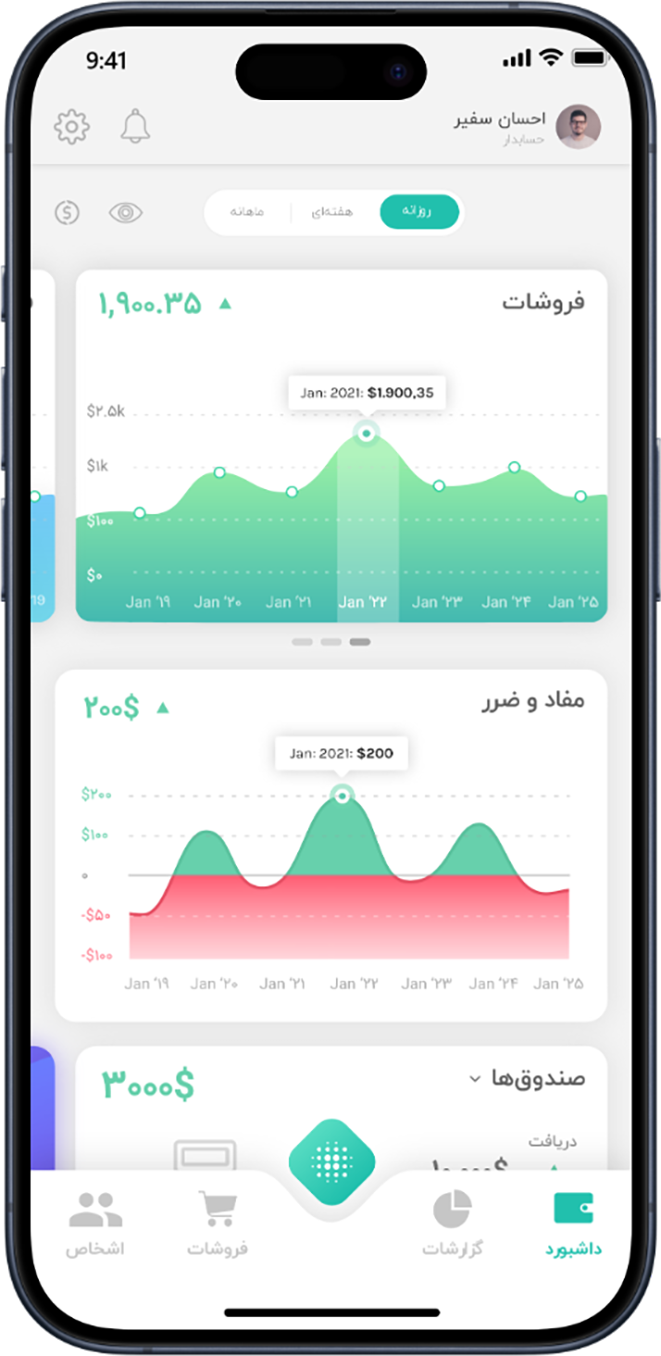 9:41
احسان سفیر
حسابدار
روزانه
هفته‌ای
ماهانه
فروشات
۱,۹۰۰.۳۵
Jan: 2021: $1.900,35
$۲.۵k
$۱k
$۱۰۰
$۰
Jan '۱۹ Jan '۲۰ Jan '۲۱ Jan '۲۲ Jan '۲۳ Jan '۲۴ Jan '۲۵
'19
مفاد و ضرر
۲۰۰$
Jan: 2021: $200
$۲۰۰
$۱۰۰
۰
-$۵۰
-$۱۰۰
Jan '۱۹ Jan '۲۰ Jan '۲۱ Jan '۲۲ Jan '۲۳ Jan '۲۴ Jan '۲۵
صندوق‌ها
۳۰۰۰$
دریافت
داشبورد
گزارشات
فروشات
اشخاص